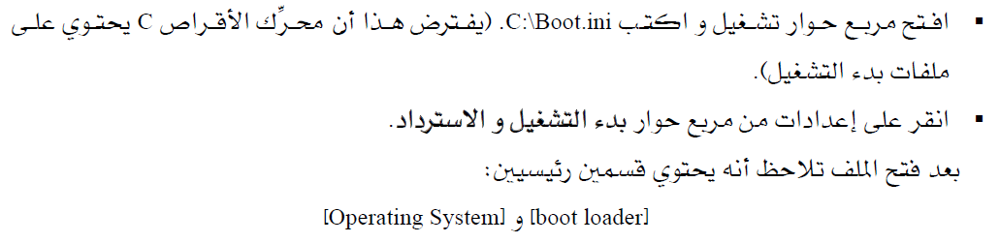 ▪ افتح مربع حوار تشغيل و اكتب C:\Boot.ini. (يفترض هذا أن محرِّك الأقراص C يحتوي على
ملفات بدء التشغيل).
▪ انقر على إعدادات من مربع حوار بدء التشغيل و الاسترداد.
بعد فتح الملف تلاحظ أنه يحتوي قسمين رئيسيين:
[boot loader] و [Operating System]